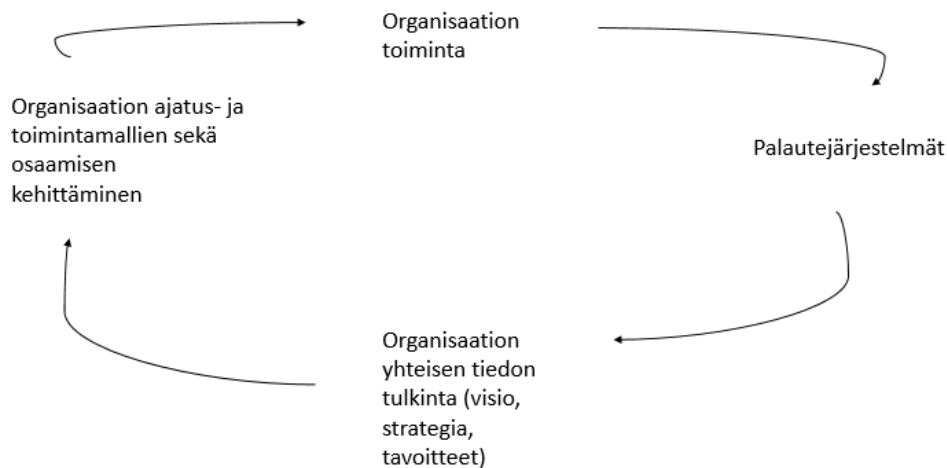 Organisaation
toiminta
Palautejärjestelmät
Organisaation
yhteisen tiedon
tulkinta (visio,
strategia,
tavoitteet)
Organisaation ajatus- ja
toimintamallien sekä
osaamisen
kehittäminen